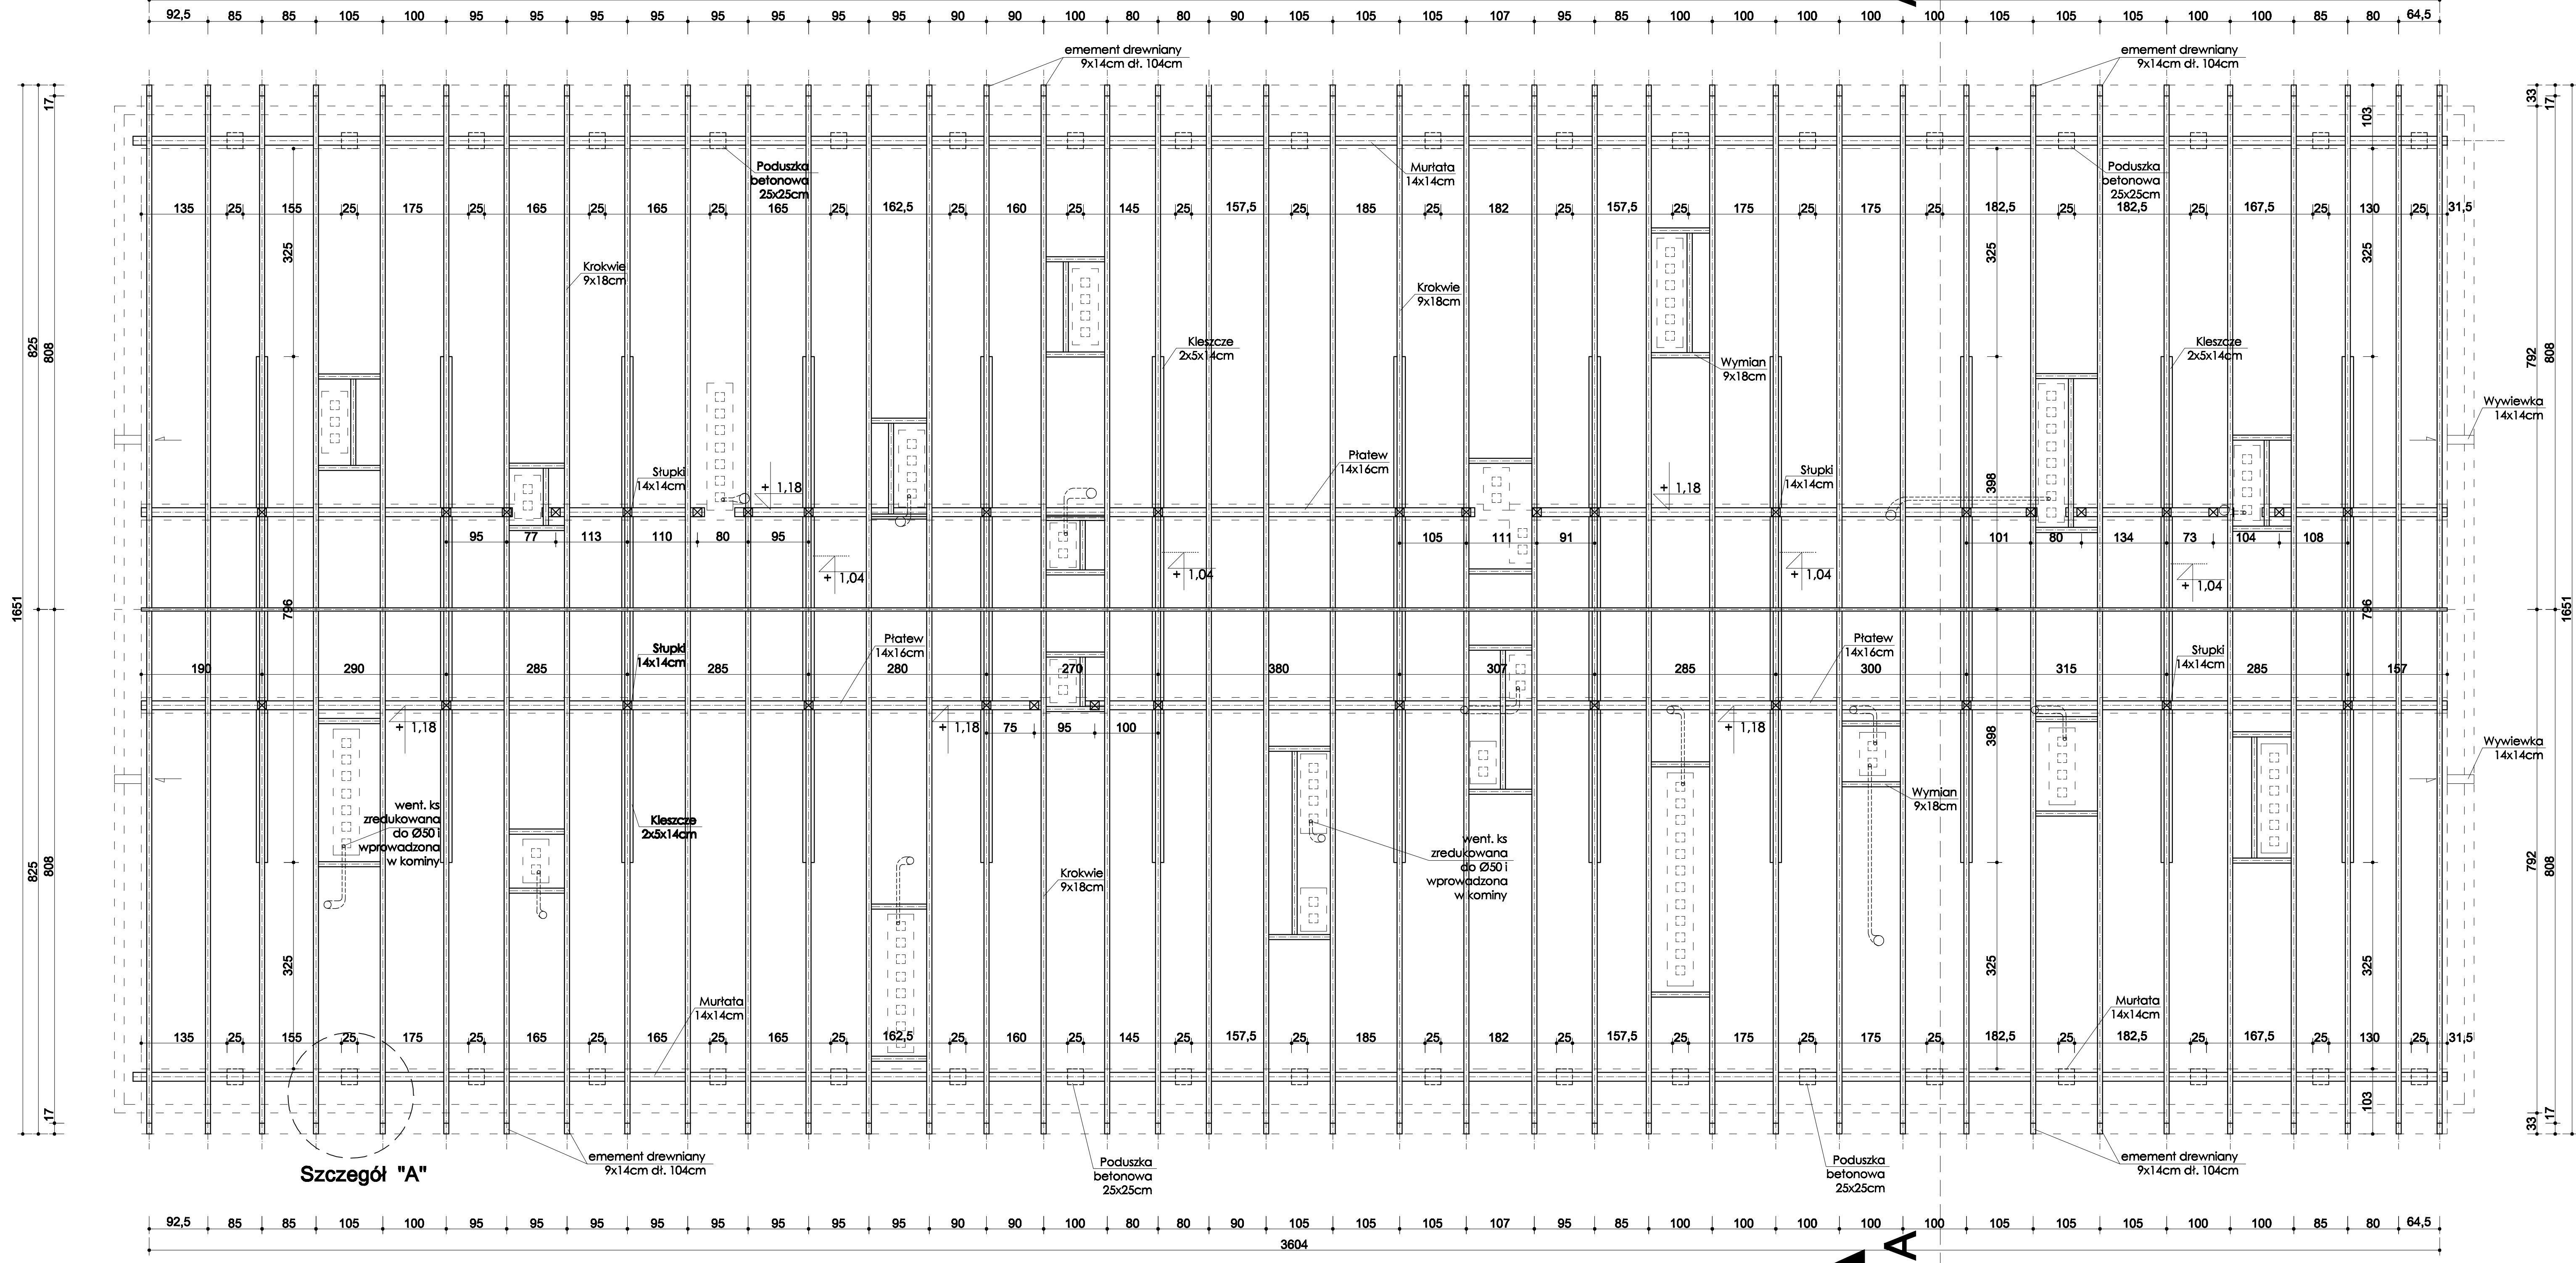 92,5 85 85 105 100 95 95 95 95 95 95 95 95 90 90 100 80 80 90 105 105 105 107 95 85 100 100 100 100 100 105 105 105 100 100 85 80 64,5
emement drewniany
9x14cm dł. 104cm
emement drewniany
9x14cm dł. 104cm
17
33
17
103
Poduszka
betonowa
25x25cm
Murłata
14x14cm
Poduszka
betonowa
25x25cm
135 25 155 25 175 25 165 25 165 25 165 25 162,5 25 160 25 145 25 157,5 25 185 25 182 25 157,5 25 175 25 175 25 182,5 25 182,5 25 167,5 25 130 25 31,5
325
325
325
Krokwie
9x18cm
Krokwie
9x18cm
Kleszcze
2x5x14cm
Kleszcze
2x5x14cm
825
808
792
808
Wymian
9x18cm
Wywiewka
14x14cm
Płatew
14x16cm
Słupki
14x14cm
Słupki
14x14cm
398
+ 1,18
+ 1,18
95 77 113 110 80 95
105 111 91
101 80 134 73 104 108
+ 1,04
+ 1,04
+ 1,04
+ 1,04
1651
796
796
1651
Słupki
14x14cm
Płatew
14x16cm
Płatew
14x16cm
Słupki
14x14cm
190 290 285 285 280 270 380 307 285 300 315 285 157
+ 1,18
+ 1,18
75 95 100
+ 1,18
398
Wywiewka
14x14cm
Wymian
9x18cm
went. ks
zredukowana
do Ø50 i
wprowadzona
w kominy
Kleszcze
2x5x14cm
went. ks
zredukowana
do Ø50 i
wprowadzona
w kominy
Krokwie
9x18cm
825
808
792
808
325
325
325
Murłata
14x14cm
Murłata
14x14cm
135 25 155 25 175 25 165 25 165 25 165 25 162,5 25 160 25 145 25 157,5 25 185 25 182 25 157,5 25 175 25 175 25 182,5 25 182,5 25 167,5 25 130 25 31,5
17
103
33
17
Szczegół "A"
emement drewniany
9x14cm dł. 104cm
Poduszka
betonowa
25x25cm
Poduszka
betonowa
25x25cm
emement drewniany
9x14cm dł. 104cm
92,5 85 85 105 100 95 95 95 95 95 95 95 95 90 90 100 80 80 90 105 105 105 107 95 85 100 100 100 100 100 105 105 105 100 100 85 80 64,5
3604
A